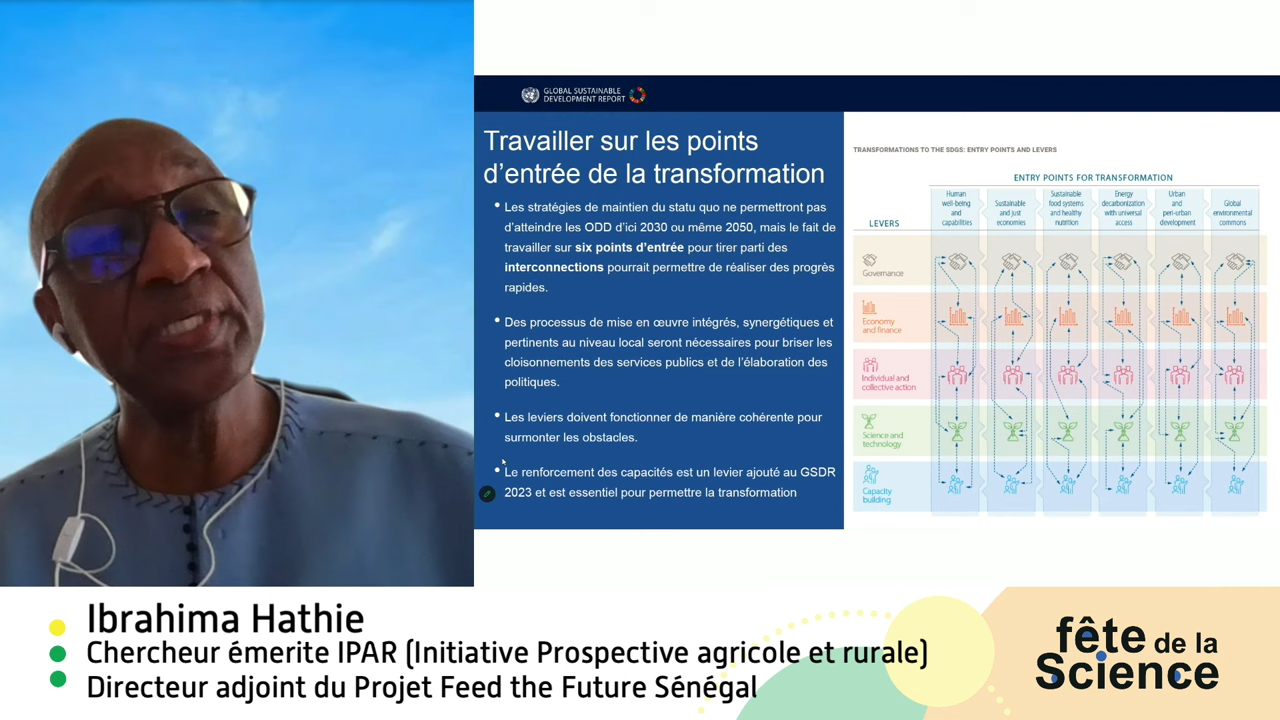 GLOBAL SUSTAINABLE
DEVELOPMENT REPORT
Travailler sur les points
d'entrée de la transformation
• Les stratégies de maintien du statu quo ne permettront pas
d'atteindre les ODD d'ici 2030 ou même 2050, mais le fait de
travailler sur six points d'entrée pour tirer parti des
interconnections pourrait permettre de réaliser des progrès
rapides.
• Des processus de mise en œuvre intégrés, synergétiques et
pertinents au niveau local seront nécessaires pour briser les
cloisonnements des services publics et de l'élaboration des
politiques.
• Les leviers doivent fonctionner de manière cohérente pour
surmonter les obstacles.
• Le renforcement des capacités est un levier ajouté au GSDR
2023 et est essentiel pour permettre la transformation
TRANSFORMATIONS TO THE SDGS: ENTRY POINTS AND LEVERS
ENTRY POINTS FOR TRANSFORMATION
LEVERS
Human
well-being
and
capabilities
Sustainable
and just
economies
Sustainable
food systems
and healthy
nutrition
Energy
decarbonization
with universal
access
Urban
and
peri-urban
development
Global
environmental
commons
Governance
Economy
and finance
Individual and
collective action
Science and
technology
Capacity
building
Ibrahima Hathie
Chercheur émerite IPAR (Initiative Prospective agricole et rurale)
Directeur adjoint du Projet Feed the Future Sénégal
fête de la
Science